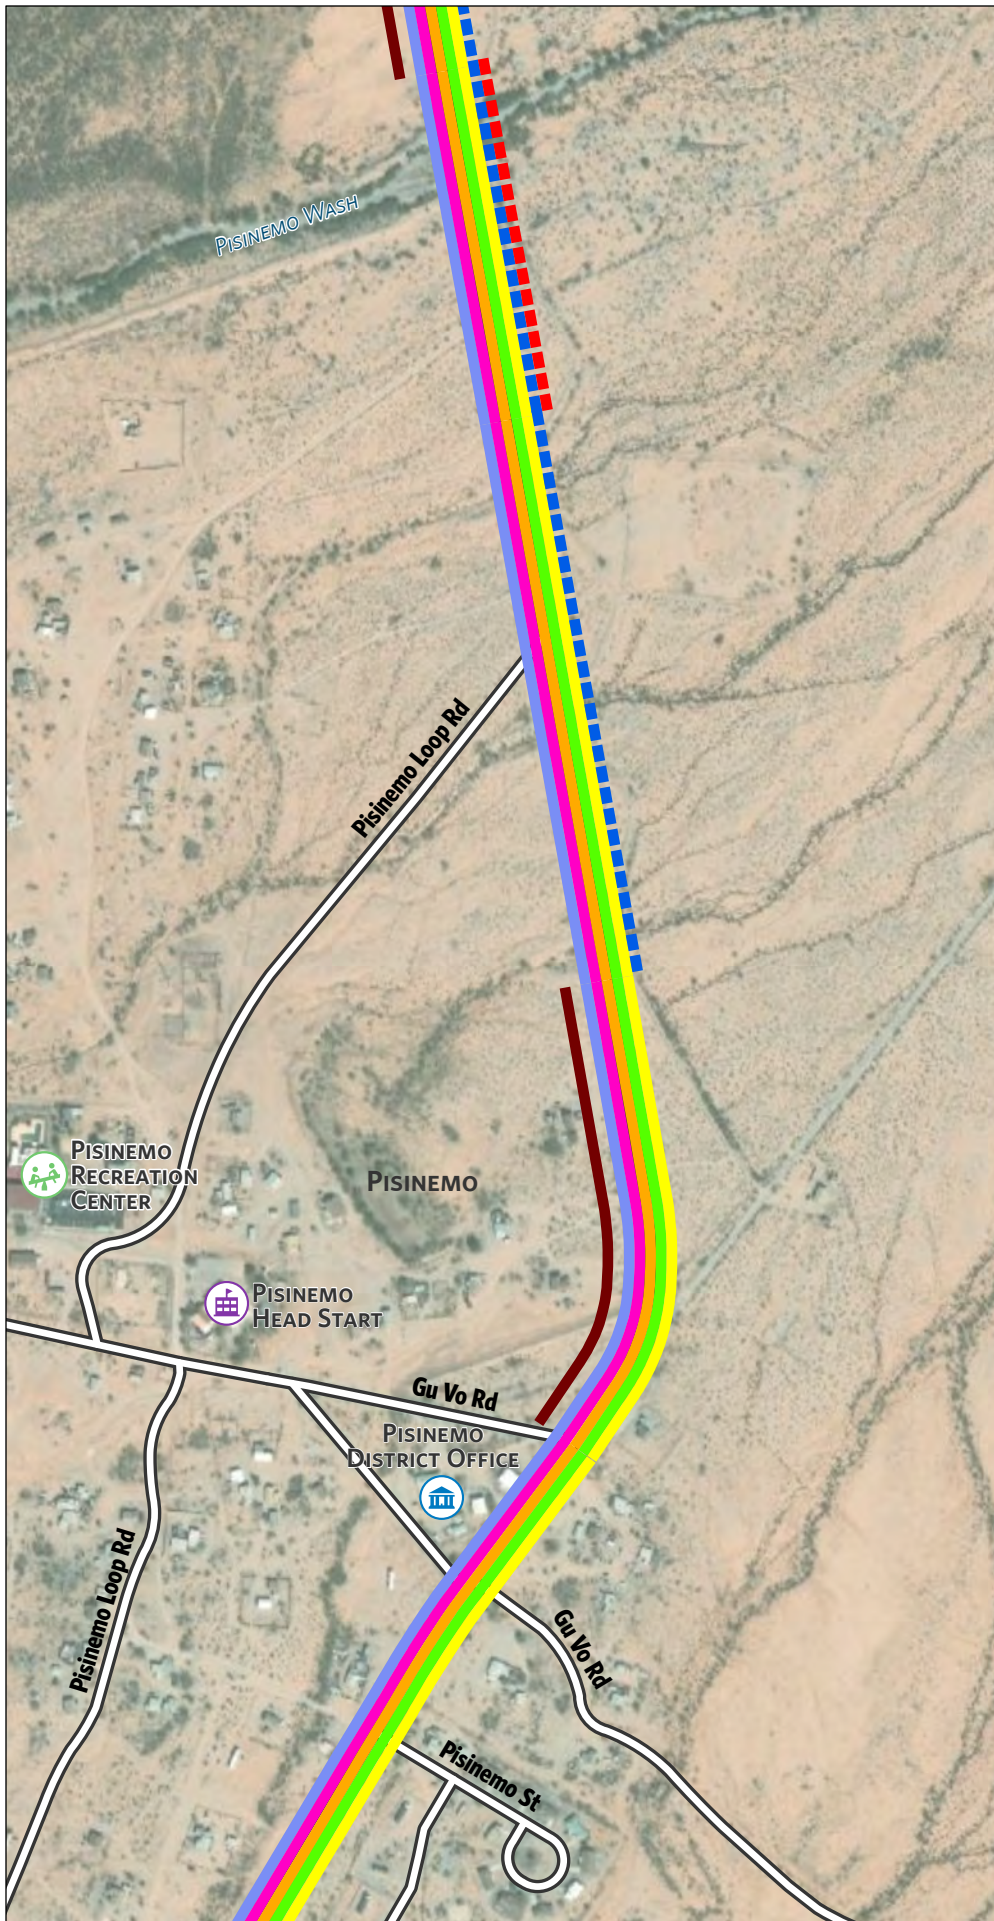 PISINEMO WASH
Pisinemo Loop Rd
PISINEMO
RECREATION
CENTER
PISINEMO
PISINEMO
HEAD START
Gu Vo Rd
PISINEMO
DISTRICT OFFICE
Pisinemo Loop Rd
Gu Vo Rd
Pisinemo St